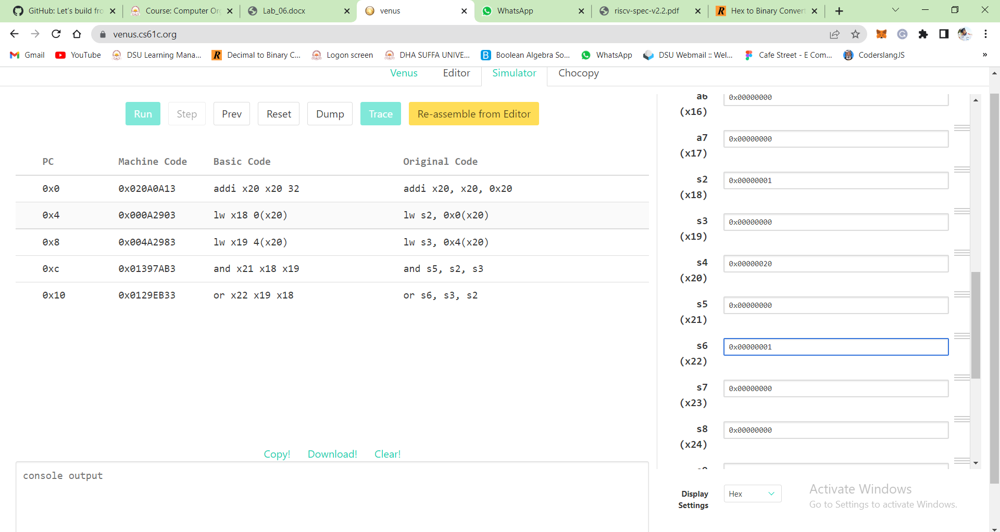 GitHub: Let's build fro
Course: Computer Or
Lab_06.docx
venus
WhatsApp
riscv-spec-v2.2.pdf
Hex to Binary Convert
venus.cs61c.org
Gmail
YouTube
DSU Learning Mana...
Decimal to Binary C...
Logon screen
DHA SUFFA UNIVE...
Boolean Algebra So...
WhatsApp
DSU Webmail :: Wel...
Cafe Street - E Com...
CoderslangJS
»
Venus Editor Simulator Chocopy
Run Step Prev Reset Dump Trace Re-assemble from Editor
PC Machine Code Basic Code Original Code
0x0 0x020A0A13 addi x20 x20 32 addi x20, x20, 0x20
0x4 0x000A2903 lw x18 0(x20) lw s2, 0x0(x20)
0x8 0x004A2983 lw x19 4(x20) lw s3, 0x4(x20)
0xc 0x01397AB3 and x21 x18 x19 and s5, s2, s3
0x10 0x0129EB33 or x22 x19 x18 or s6, s3, s2
Copy! Download! Clear!
console output
a6 0x00000000
(x16)
a7 0x00000000
(x17)
s2 0x00000001
(x18)
s3 0x00000000
(x19)
s4 0x00000020
(x20)
s5 0x00000000
(x21)
s6 0x00000001
(x22)
s7 0x00000000
(x23)
s8 0x00000000
(x24)
Display Settings Hex
Activate Windows
Go to Settings to activate Windows.